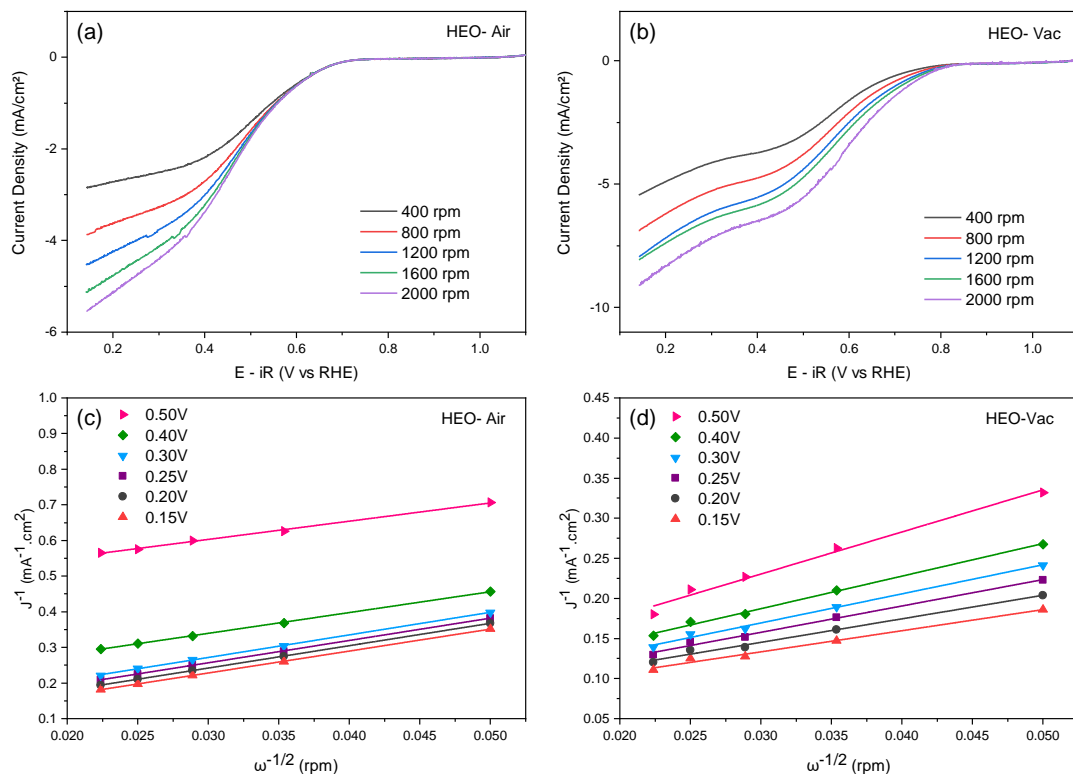 (a)
HEO- Air
0
-2
-4
-6
0.2
0.4
0.6
0.8
1.0
Current Density (mA/cm²)
E - iR (V vs RHE)
400 rpm
800 rpm
1200 rpm
1600 rpm
2000 rpm
(b)
HEO- Vac
0
-5
-10
0.2
0.4
0.6
0.8
1.0
Current Density (mA/cm²)
E - iR (V vs RHE)
400 rpm
800 rpm
1200 rpm
1600 rpm
2000 rpm
(c)
HEO- Air
0.50V
0.40V
0.30V
0.25V
0.20V
0.15V
1.0
0.9
0.8
0.7
0.6
0.5
0.4
0.3
0.2
0.1
0.020
0.025
0.030
0.035
0.040
0.045
0.050
J⁻¹ (mA⁻¹.cm²)
ω⁻¹/² (rpm)
(d)
HEO-Vac
0.50V
0.40V
0.30V
0.25V
0.20V
0.15V
0.45
0.40
0.35
0.30
0.25
0.20
0.15
0.10
0.05
0.020
0.025
0.030
0.035
0.040
0.045
0.050
J⁻¹ (mA⁻¹.cm²)
ω⁻¹/² (rpm)